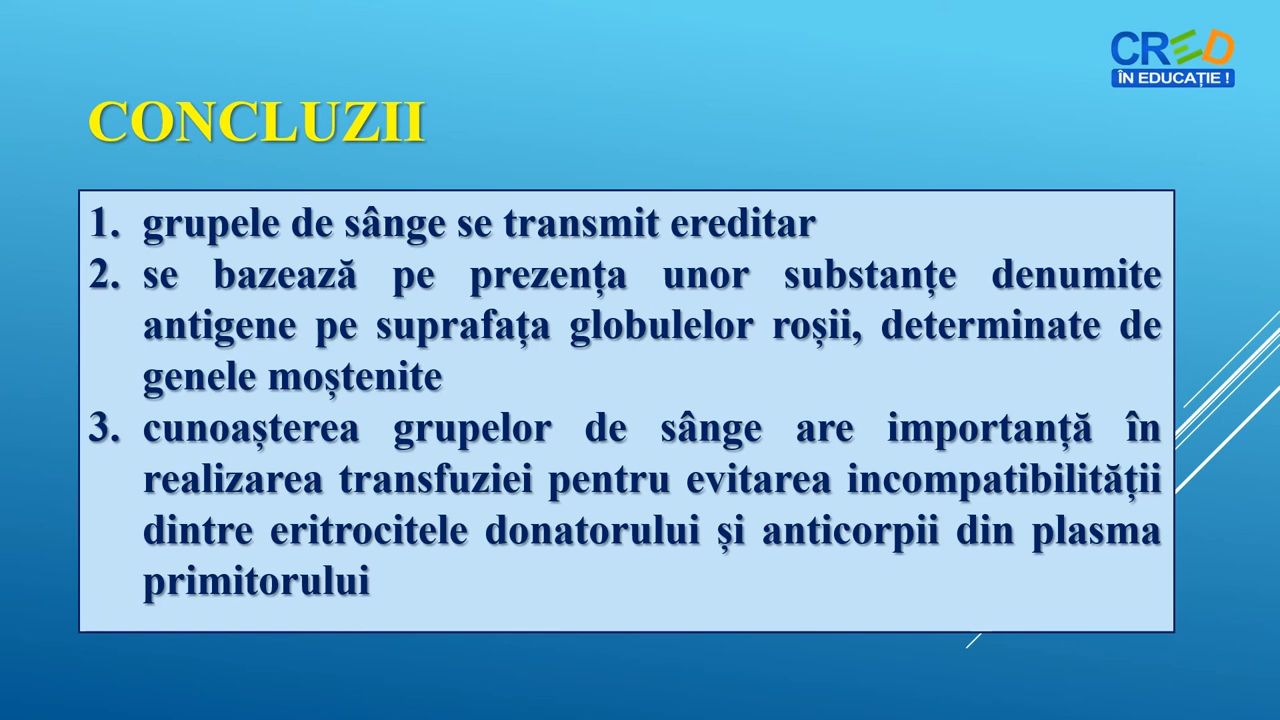 CRED
ÎN EDUCAȚIE !
CONCLUZII
1. grupele de sânge se transmit ereditar
2. se bazează pe prezența unor substanțe denumite
antigene pe suprafața globulelor roșii, determinate de
genele moștenite
3. cunoașterea grupelor de sânge are importanță în
realizarea transfuziei pentru evitarea incompatibilității
dintre eritrocitele donatorului și anticorpii din plasma
primitorului